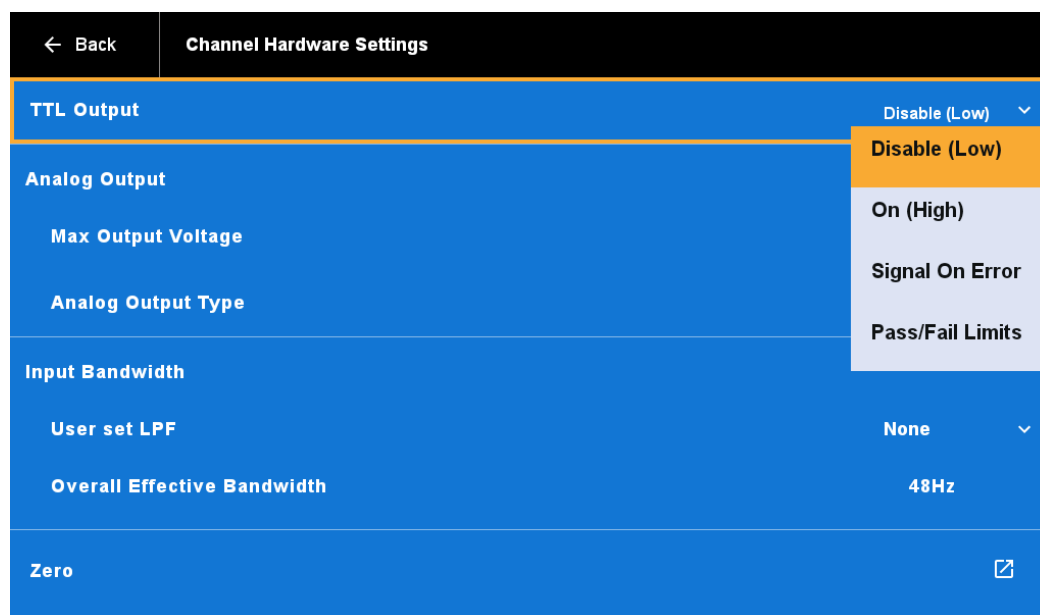 Back
Channel Hardware Settings
TTL Output
Disable (Low)
Disable (Low)
On (High)
Signal On Error
Pass/Fail Limits
Analog Output
Max Output Voltage
Analog Output Type
Input Bandwidth
User set LPF
None
Overall Effective Bandwidth
48Hz
Zero